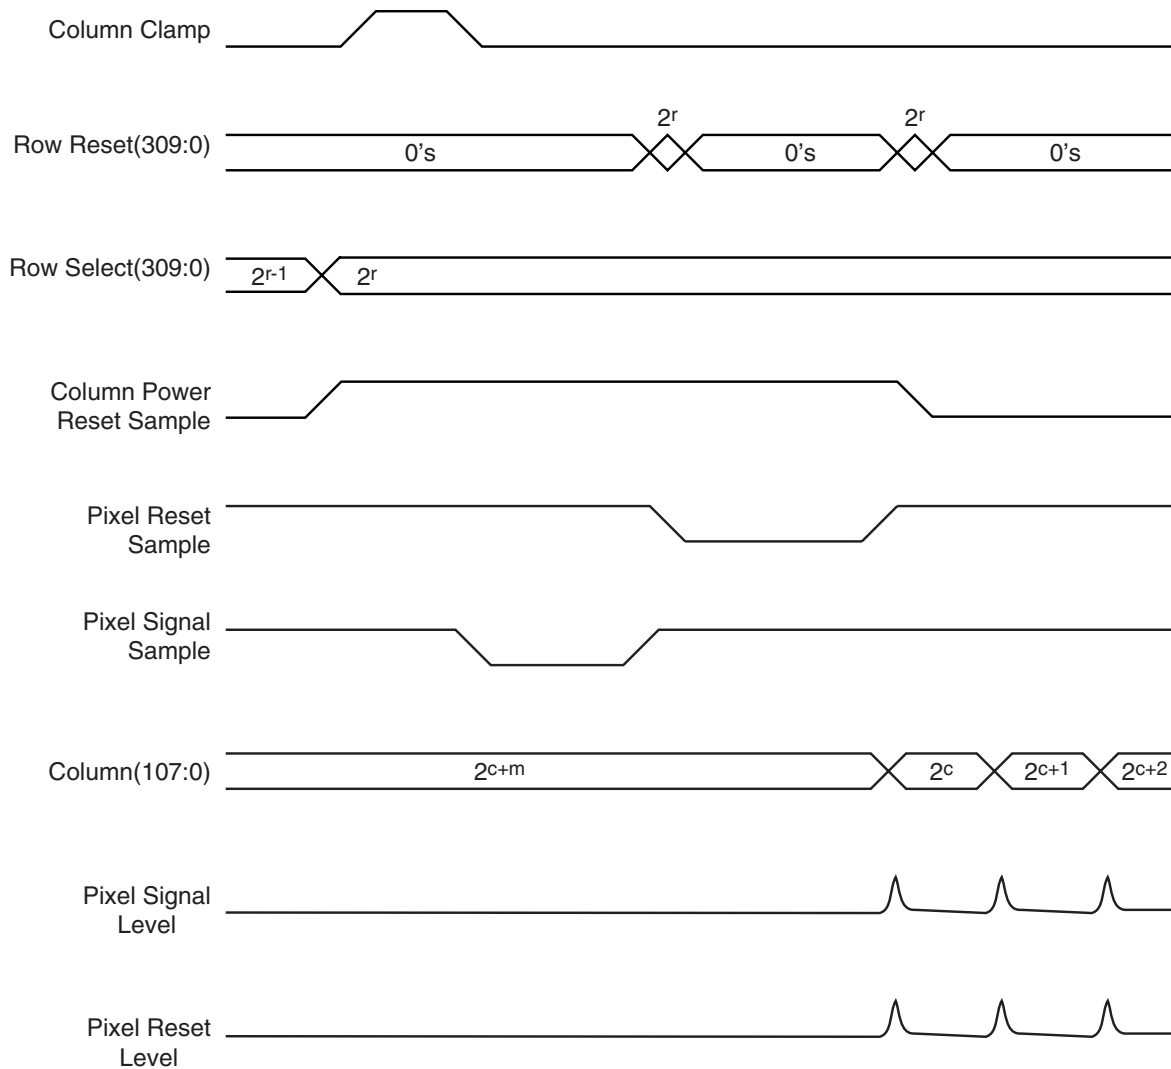 Column Clamp
2r 2r
Row Reset(309:0) 0's 0's 0's
Row Select(309:0) 2r-1 2r
Column Power
Reset Sample
Pixel Reset
Sample
Pixel Signal
Sample
Column(107:0) 2c+m 2c 2c+1 2c+2
Pixel Signal
Level
Pixel Reset
Level